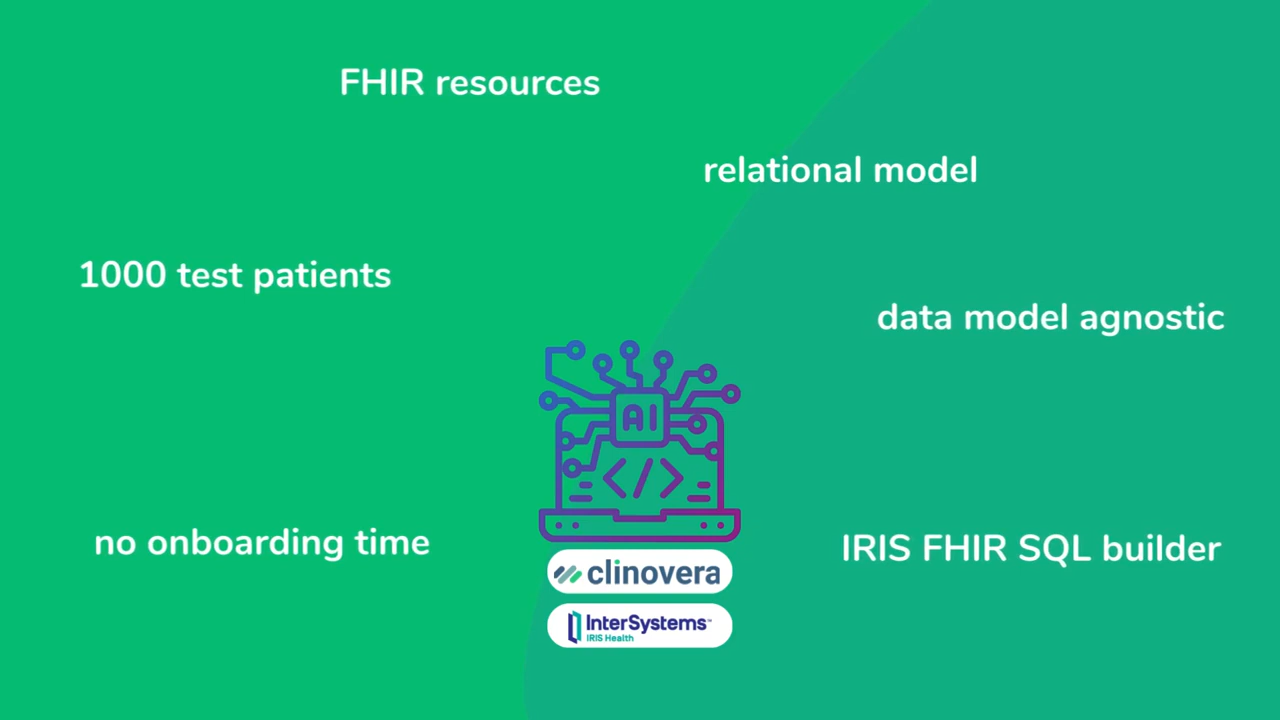 FHIR resources
relational model
1000 test patients
data model agnostic
AI
</>
no onboarding time
IRIS FHIR SQL builder
clinovera
InterSystems™
IRIS Health